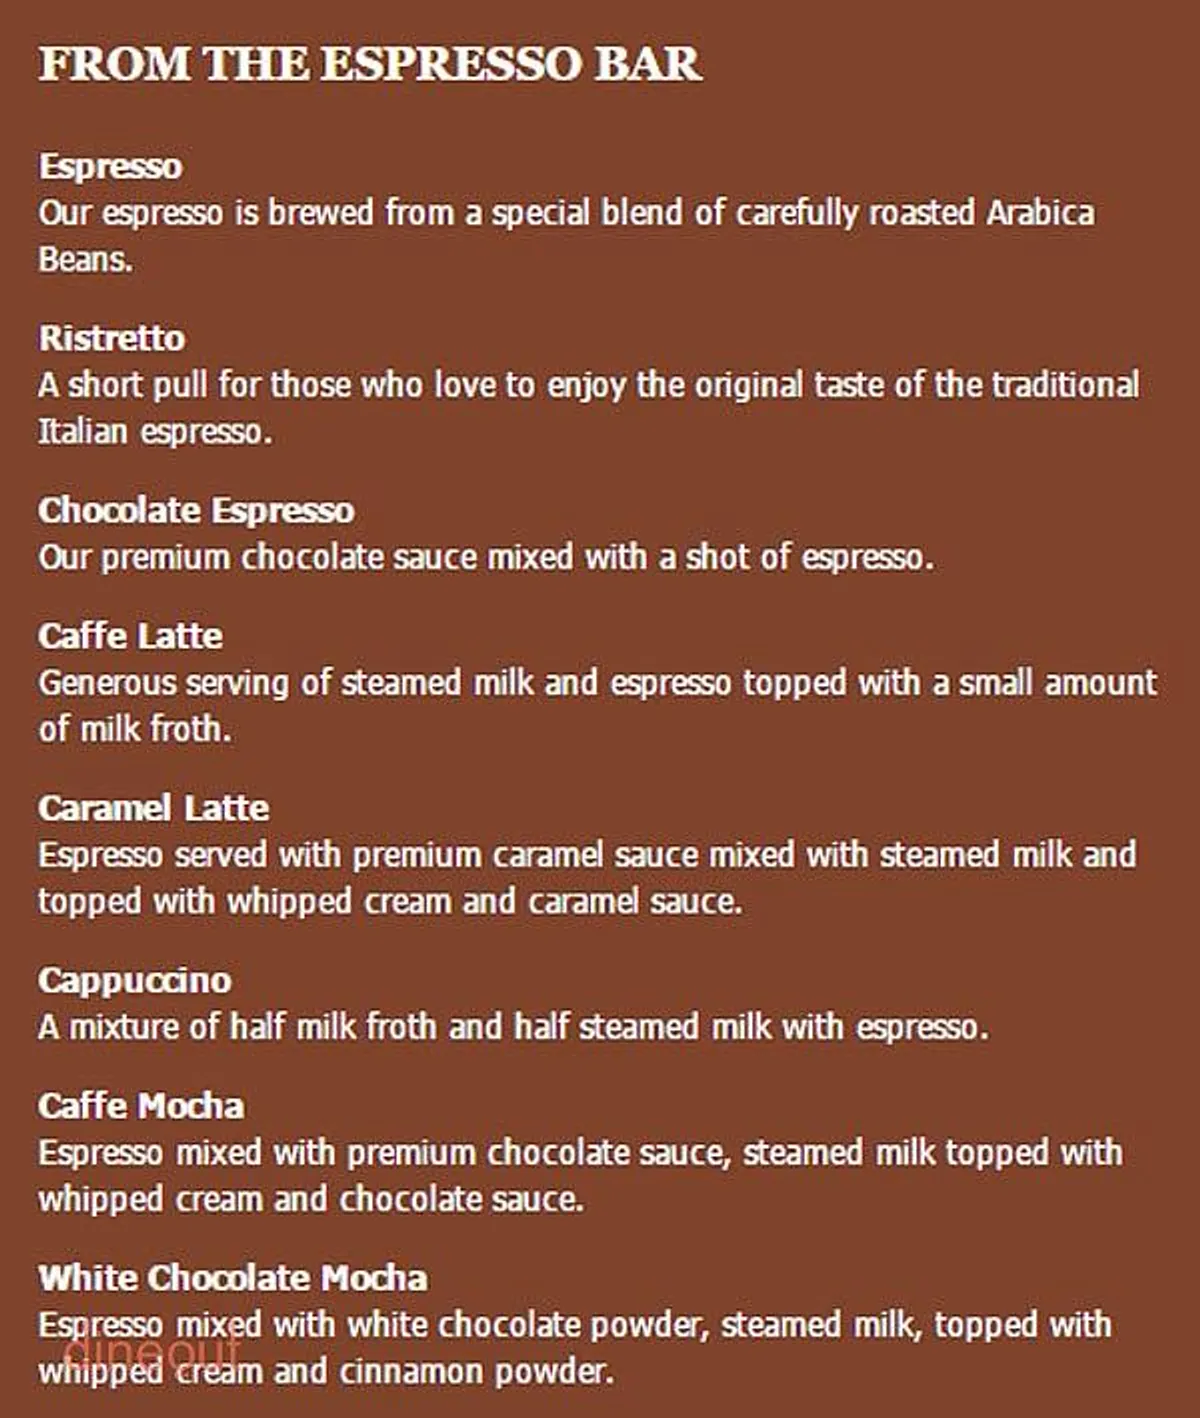 FROM THE ESPRESSO BAR
Espresso
Our espresso is brewed from a special blend of carefully roasted Arabica
Beans.
Ristretto
A short pull for those who love to enjoy the original taste of the traditional
Italian espresso.
Chocolate Espresso
Our premium chocolate sauce mixed with a shot of espresso.
Caffe Latte
Generous serving of steamed milk and espresso topped with a small amount
of milk froth.
Caramel Latte
Espresso served with premium caramel sauce mixed with steamed milk and
topped with whipped cream and caramel sauce.
Cappuccino
A mixture of half milk froth and half steamed milk with espresso.
Caffe Mocha
Espresso mixed with premium chocolate sauce, steamed milk topped with
whipped cream and chocolate sauce.
White Chocolate Mocha
Espresso mixed with white chocolate powder, steamed milk, topped with
dineout
whipped cream and cinnamon powder.